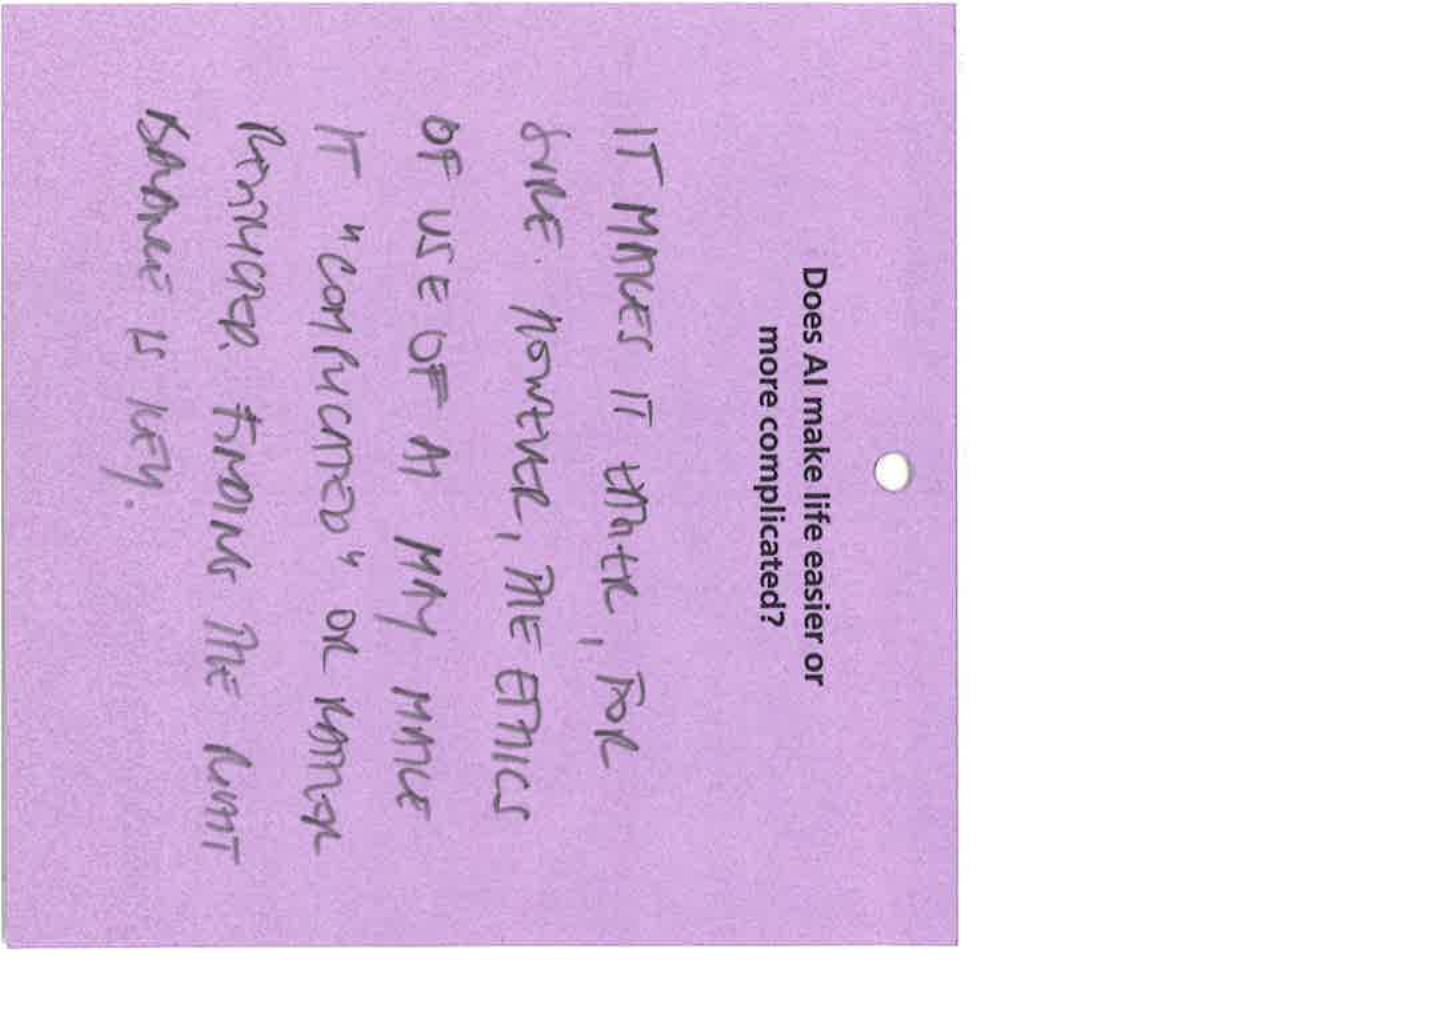 Does AI make life easier or
more complicated?
IT MAKES IT EASIER, FOR
SURE. HOWEVER, THE ETHICS
OF USE OF AI MAY MAKE
IT "COMPLICATED" OR RATHER
FINDING THE RIGHT
BALANCE IS KEY.